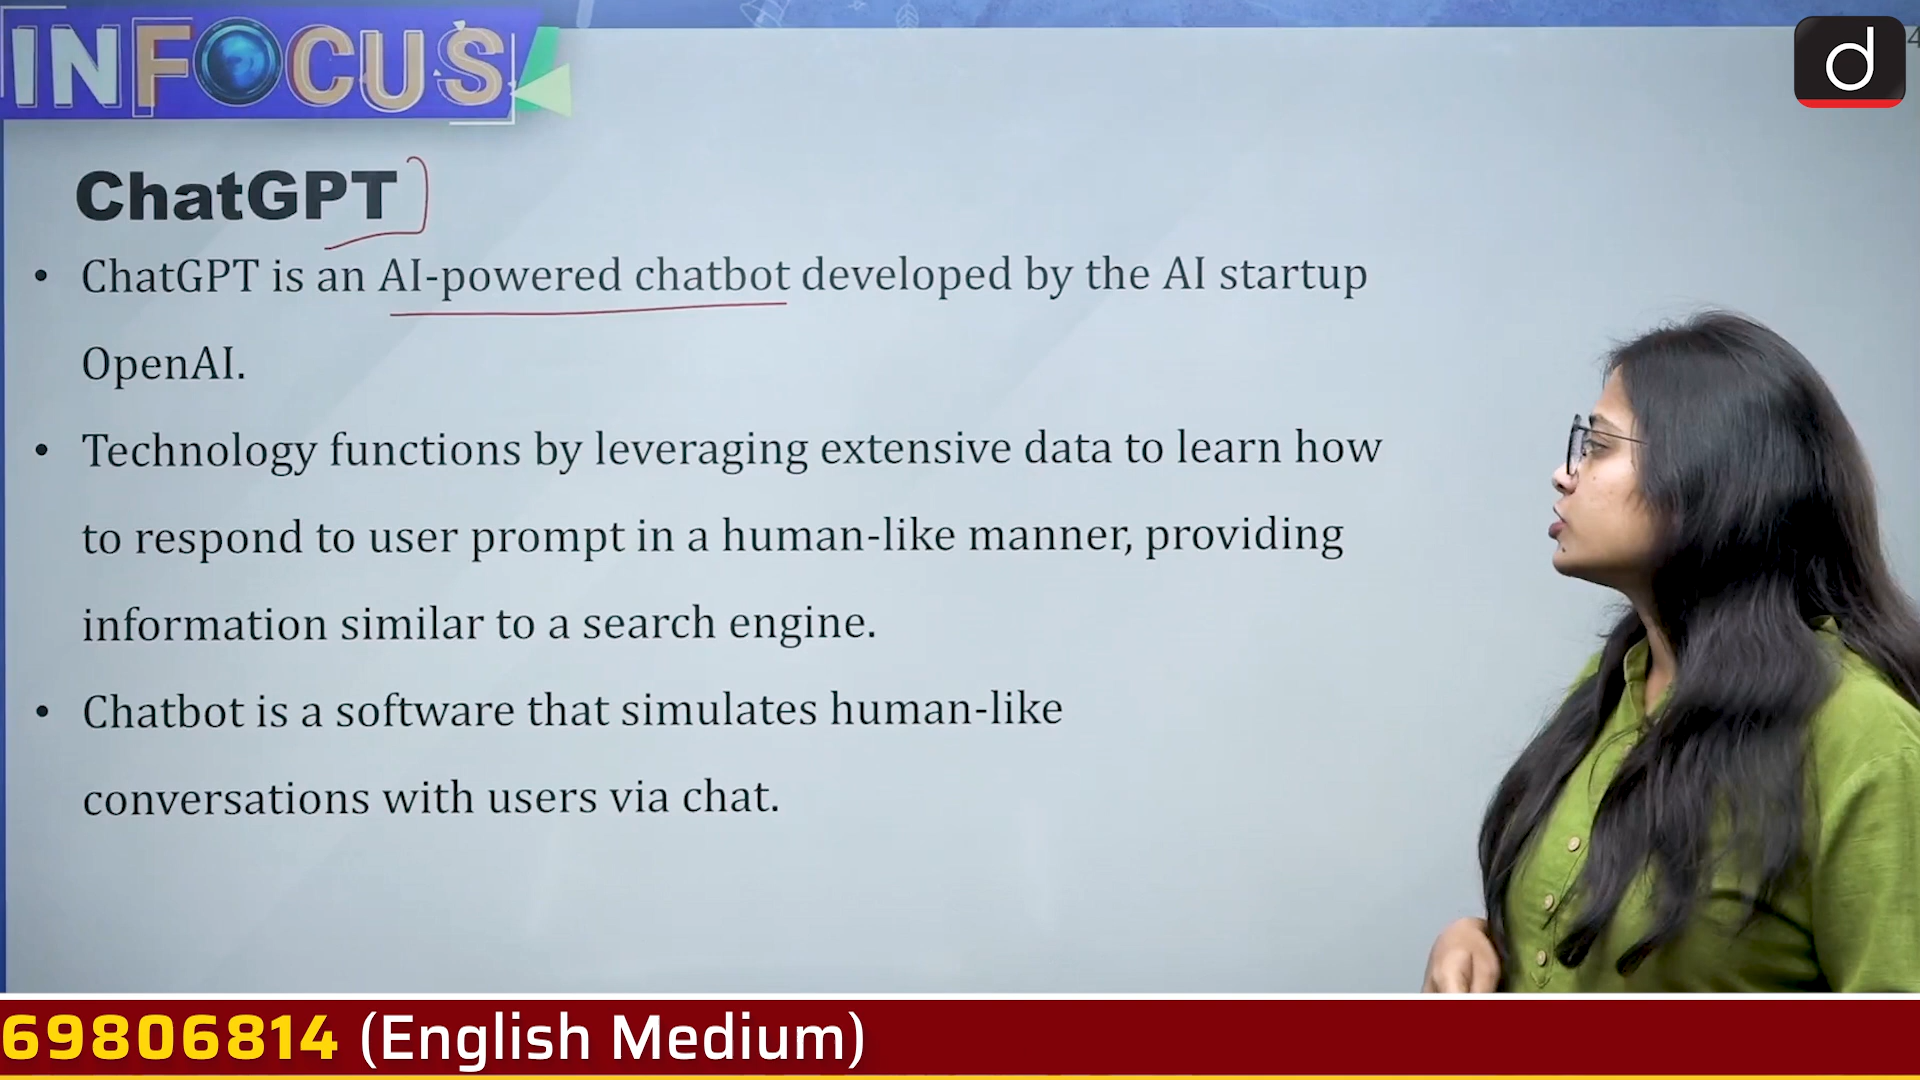 INFOCUS
d
4
ChatGPT
• ChatGPT is an AI-powered chatbot developed by the AI startup
OpenAI.
• Technology functions by leveraging extensive data to learn how
to respond to user prompt in a human-like manner, providing
information similar to a search engine.
• Chatbot is a software that simulates human-like
conversations with users via chat.
69806814 (English Medium)